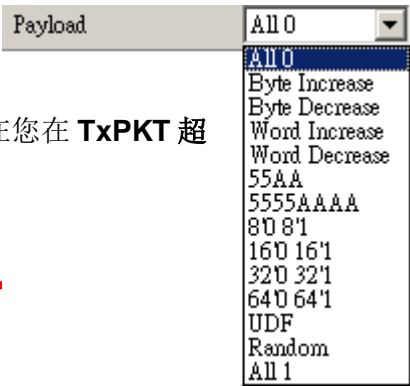 Payload All 0
All 0
Byte Increase
Byte Decrease
在您在 TxPKT 超
Word Increase
Word Decrease
55AA
5555AAAA
8'0 8'1
16'0 16'1
32'0 32'1
64'0 64'1
UDF
Random
All 1